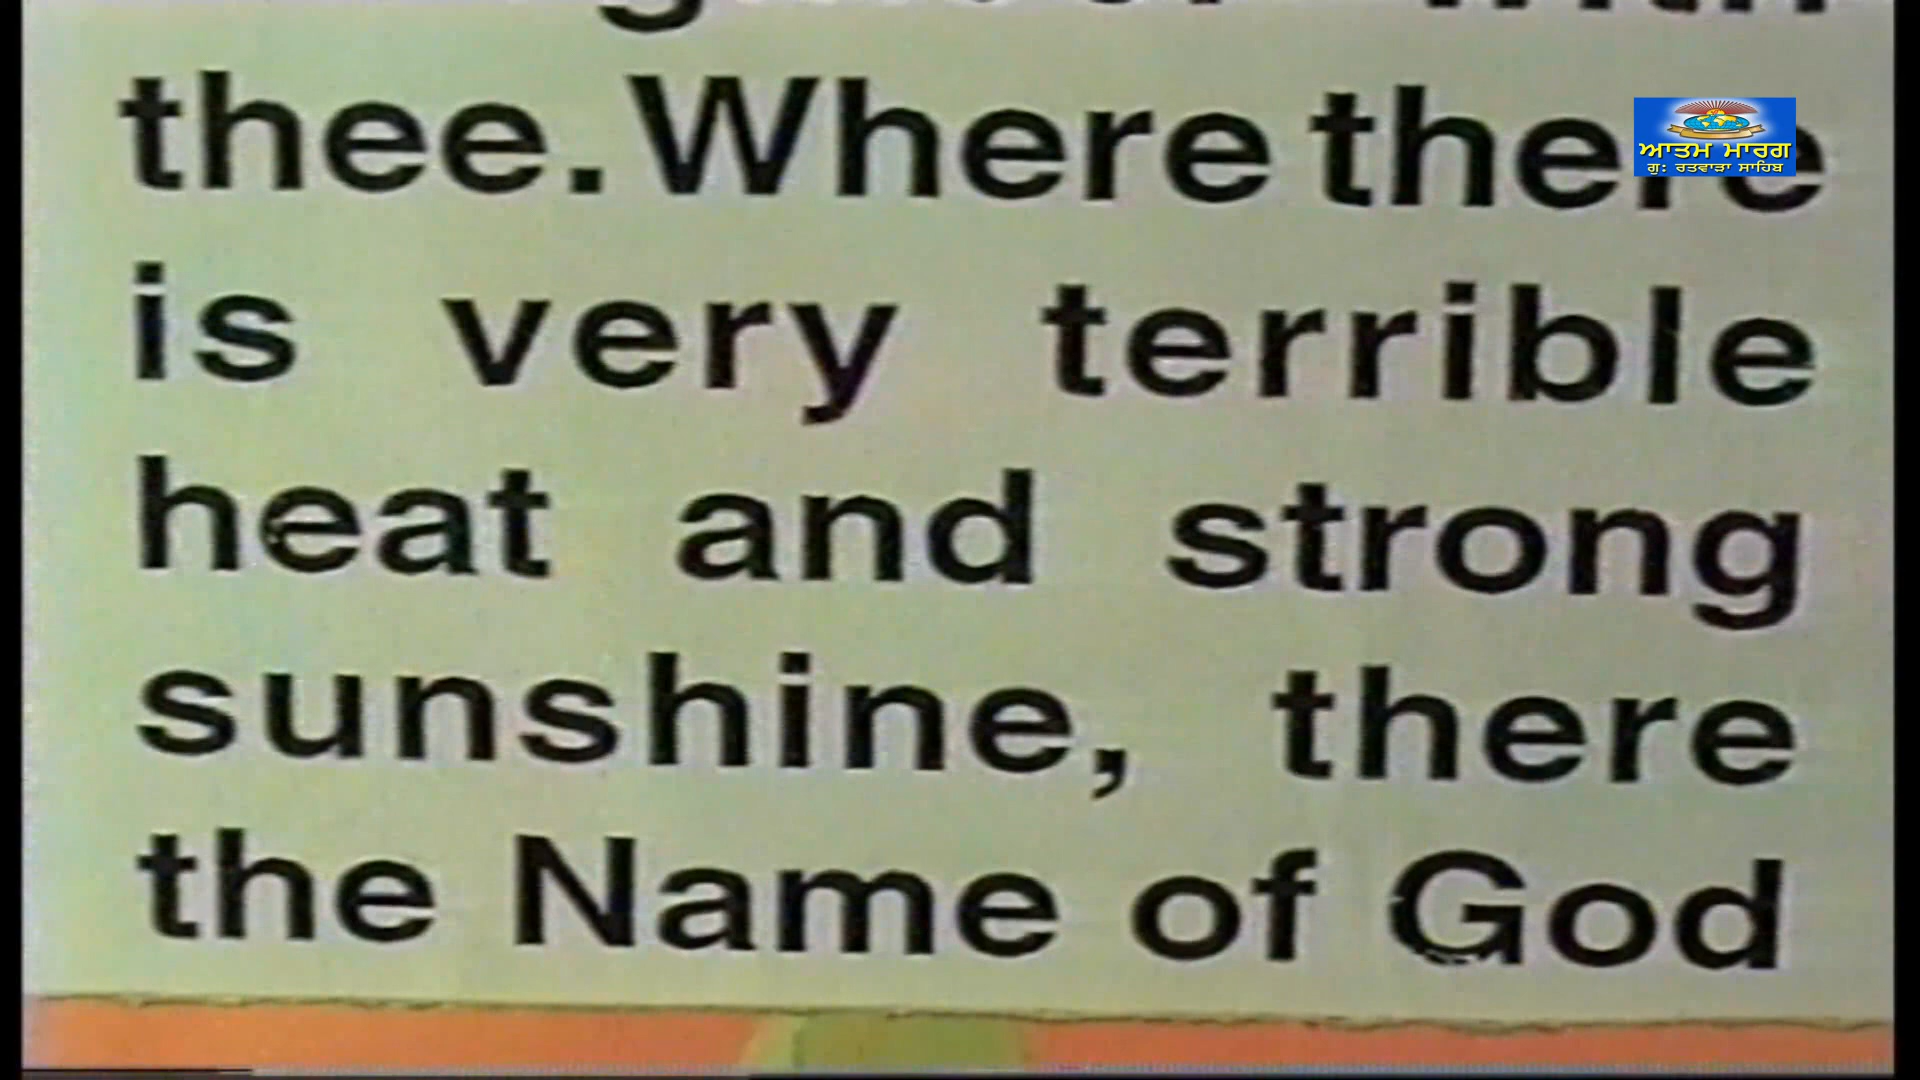 thee. Where there
is very terrible
heat and strong
sunshine, there
the Name of God
ਆਤਮ ਮਾਰਗ
ਗੁ: ਰਤਵਾੜਾ ਸਾਹਿਬ